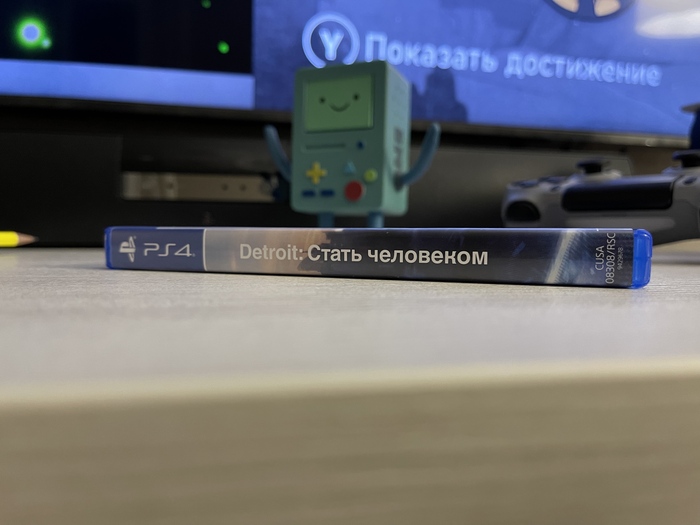 Y Показать достижение
PS4
Detroit: Стать человеком
CUSA
08308/RSC